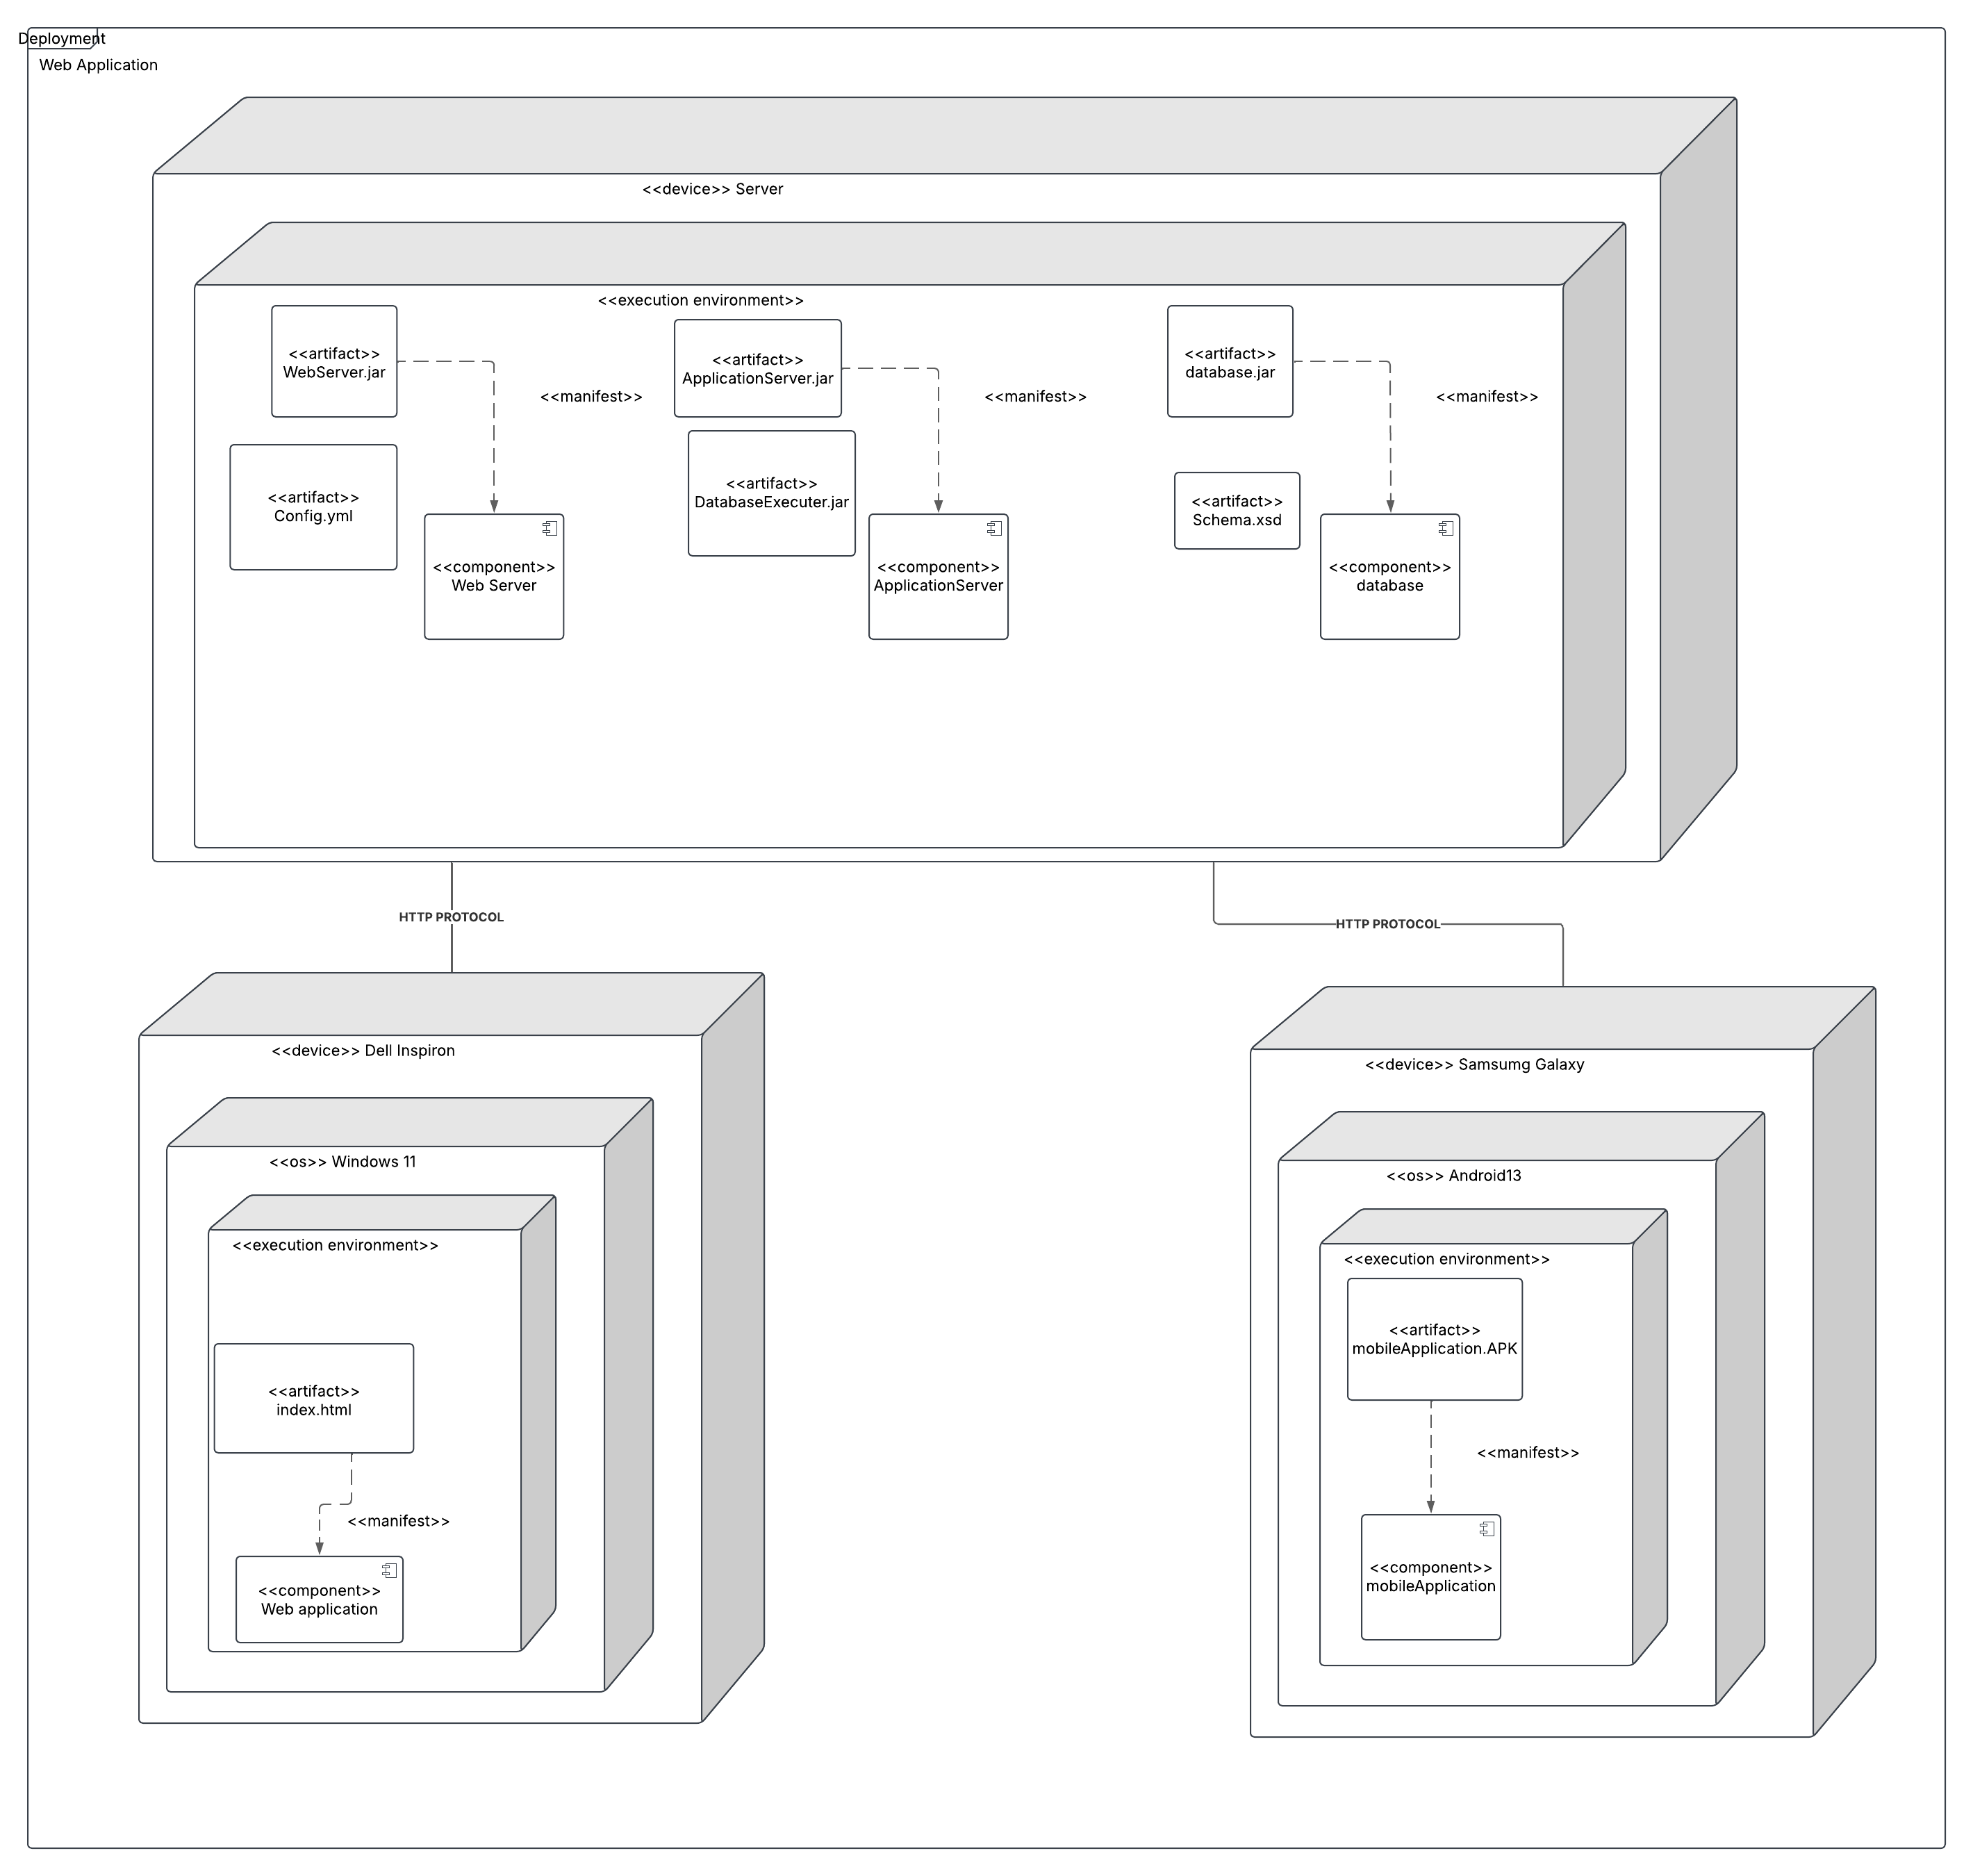 Deployment
Web Application
<<device>> Server
<<execution environment>>
<<artifact>>
WebServer.jar
<<manifest>>
<<artifact>>
Config.yml
<<component>>
Web Server
<<artifact>>
ApplicationServer.jar
<<manifest>>
<<artifact>>
DatabaseExecuter.jar
<<component>>
ApplicationServer
<<artifact>>
database.jar
<<manifest>>
<<artifact>>
Schema.xsd
<<component>>
database
HTTP PROTOCOL
HTTP PROTOCOL
<<device>> Dell Inspiron
<<os>> Windows 11
<<execution environment>>
<<artifact>>
index.html
<<manifest>>
<<component>>
Web application
<<device>> Samsumg Galaxy
<<os>> Android13
<<execution environment>>
<<artifact>>
mobileApplication.APK
<<manifest>>
<<component>>
mobileApplication